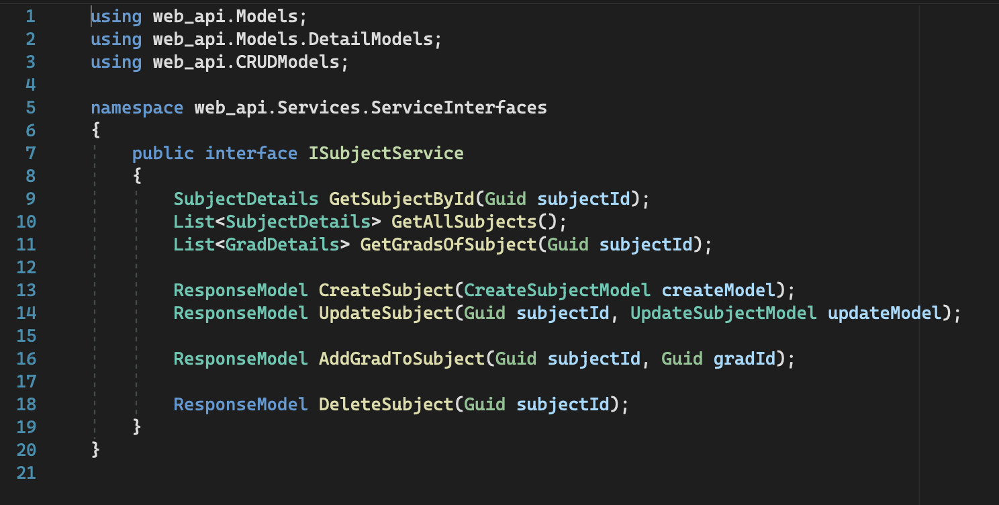 1 using web_api.Models;
2 using web_api.Models.DetailModels;
3 using web_api.CRUDModels;
4
5 namespace web_api.Services.ServiceInterfaces
6 {
7 public interface ISubjectService
8 {
9 SubjectDetails GetSubjectById(Guid subjectId);
10 List<SubjectDetails> GetAllSubjects();
11 List<GradDetails> GetGradsOfSubject(Guid subjectId);
12
13 ResponseModel CreateSubject(CreateSubjectModel createModel);
14 ResponseModel UpdateSubject(Guid subjectId, UpdateSubjectModel updateModel);
15
16 ResponseModel AddGradToSubject(Guid subjectId, Guid gradId);
17
18 ResponseModel DeleteSubject(Guid subjectId);
19 }
20 }
21